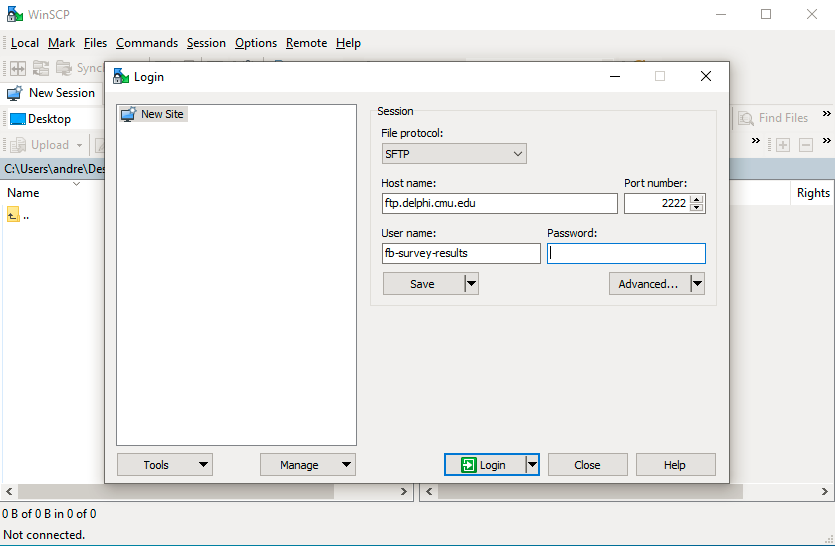 WinSCP
Local Mark Files Commands Session Options Remote Help
New Session
Desktop
Find Files
Upload
C:\Users\andre\Des
Name
Rights
..
Login
New Site
Session
File protocol:
SFTP
Host name: Port number:
ftp.delphi.cmu.edu 2222
User name: Password:
fb-survey-results
Save Advanced...
Tools Manage Login Close Help
0 B of 0 B in 0 of 0
Not connected.